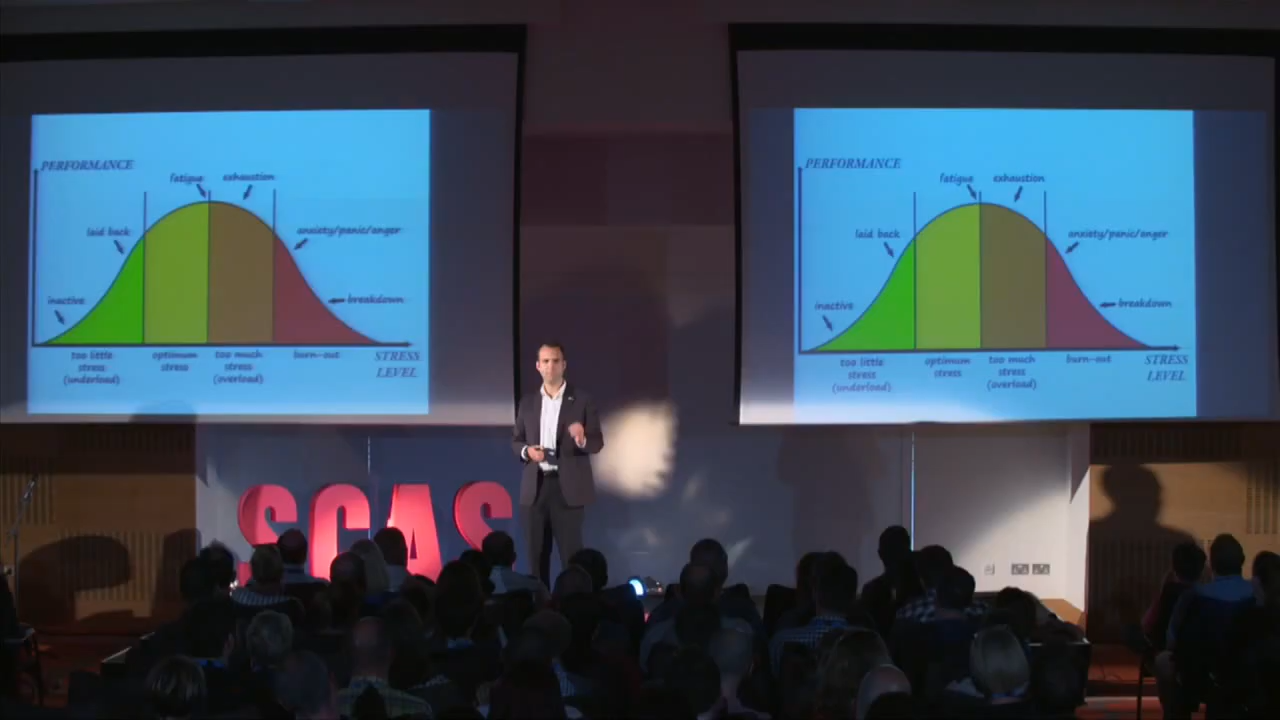 PERFORMANCE
fatigue
exhaustion
laid back
anxiety/panic/anger
inactive
breakdown
too little
stress
(underload)
optimum
stress
too much
stress
(overload)
burn-out
STRESS
LEVEL
PERFORMANCE
fatigue
exhaustion
laid back
anxiety/panic/anger
inactive
breakdown
too little
stress
(underload)
optimum
stress
too much
stress
(overload)
burn-out
STRESS
LEVEL
SCAS